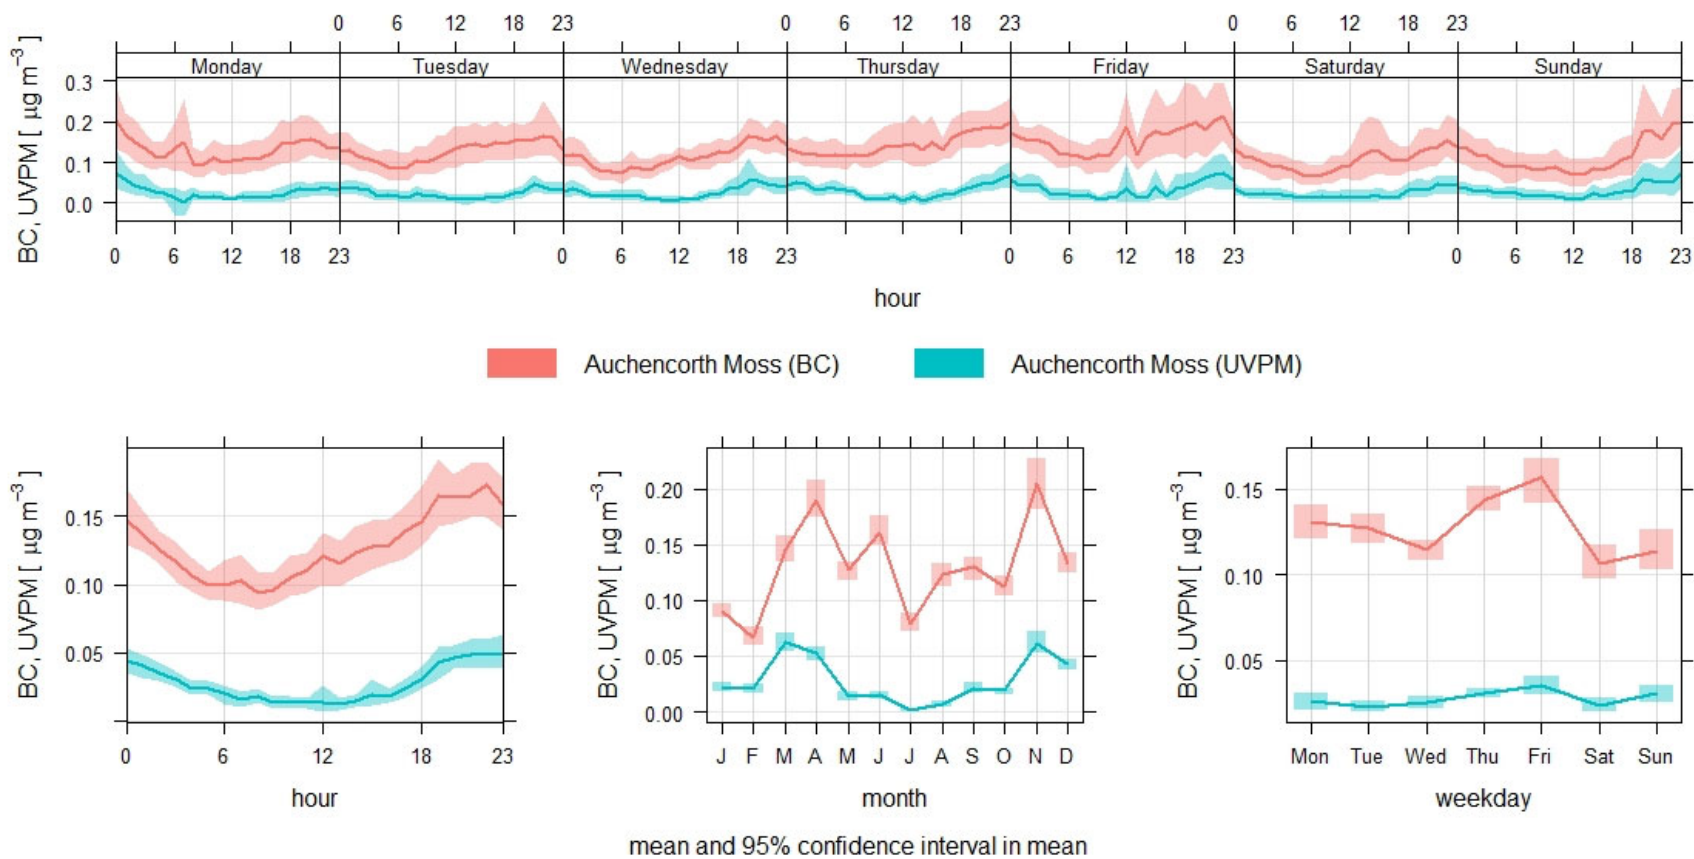 0 6 12 18 23 0 6 12 18 23 0 6 12 18 23
Monday Tuesday Wednesday Thursday Friday Saturday Sunday
BC, UVPM [ µg m⁻³ ]
0.3
0.2
0.1
0.0
0 6 12 18 23 0 6 12 18 23 0 6 12 18 23 0 6 12 18 23
hour
Auchencorth Moss (BC) Auchencorth Moss (UVPM)
BC, UVPM [ µg m⁻³ ]
0.15
0.10
0.05
0 6 12 18 23
hour
BC, UVPM [ µg m⁻³ ]
0.20
0.15
0.10
0.05
0.00
J F M A M J J A S O N D
month
BC, UVPM [ µg m⁻³ ]
0.15
0.10
0.05
Mon Tue Wed Thu Fri Sat Sun
weekday
mean and 95% confidence interval in mean